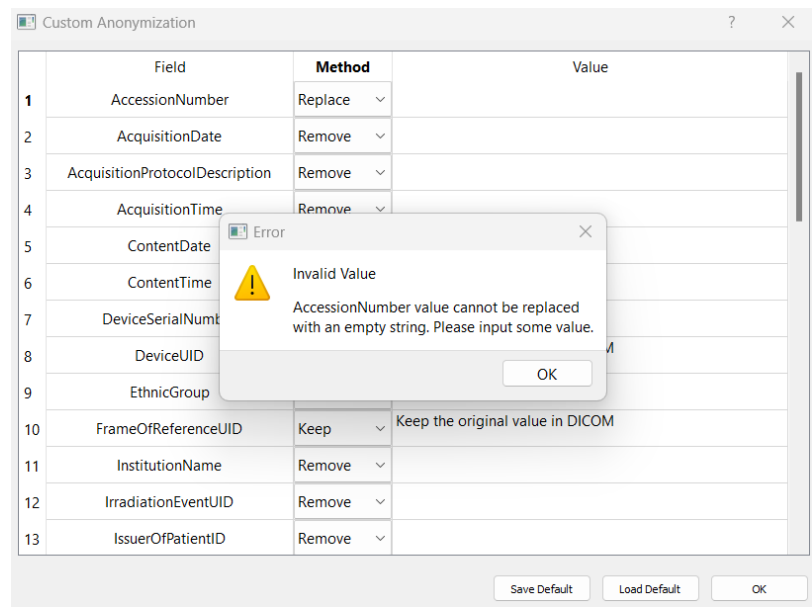 Custom Anonymization ?
Field Method Value
1 AccessionNumber Replace
2 AcquisitionDate Remove
3 AcquisitionProtocolDescription Remove
4 AcquisitionTime Remove
Error
5 ContentDate
Invalid Value
6 ContentTime
AccessionNumber value cannot be replaced
with an empty string. Please input some value.
7
8 DeviceUID
OK
9 EthnicGroup
10 FrameOfReferenceUID Keep Keep the original value in DICOM
11 InstitutionName Remove
12 IrradiationEventUID Remove
13 IssuerOfPatientID Remove
Save Default Load Default OK